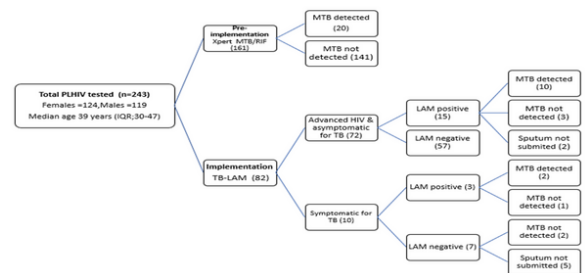 Total PLHIV tested (n=243)
Females =124,Males =119
Median age 39 years (IQR;30-47)
Pre-
implementation
Xpert MTB/RIF
(161)
MTB detected
(20)
MTB not
detected (141)
Implementation
TB-LAM (82)
Advanced HIV &
asymptomatic
for TB (72)
LAM positive
(15)
MTB detected
(10)
MTB not
detected (3)
Sputum not
submited (2)
LAM negative
(57)
Symptomatic for
TB (10)
LAM positive (3)
MTB detected
(2)
MTB not
detected (1)
LAM negative (7)
MTB not
detected (2)
Sputum not
submitted (5)